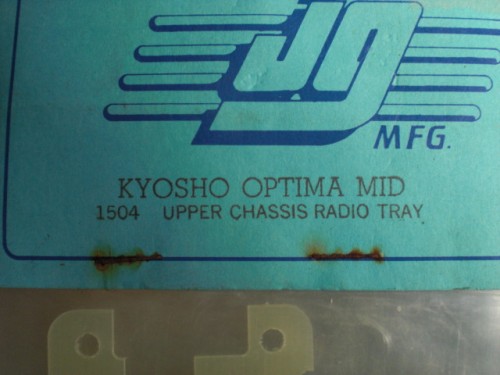 JG
MFG.
KYOSHO OPTIMA MID
1504 UPPER CHASSIS RADIO TRAY